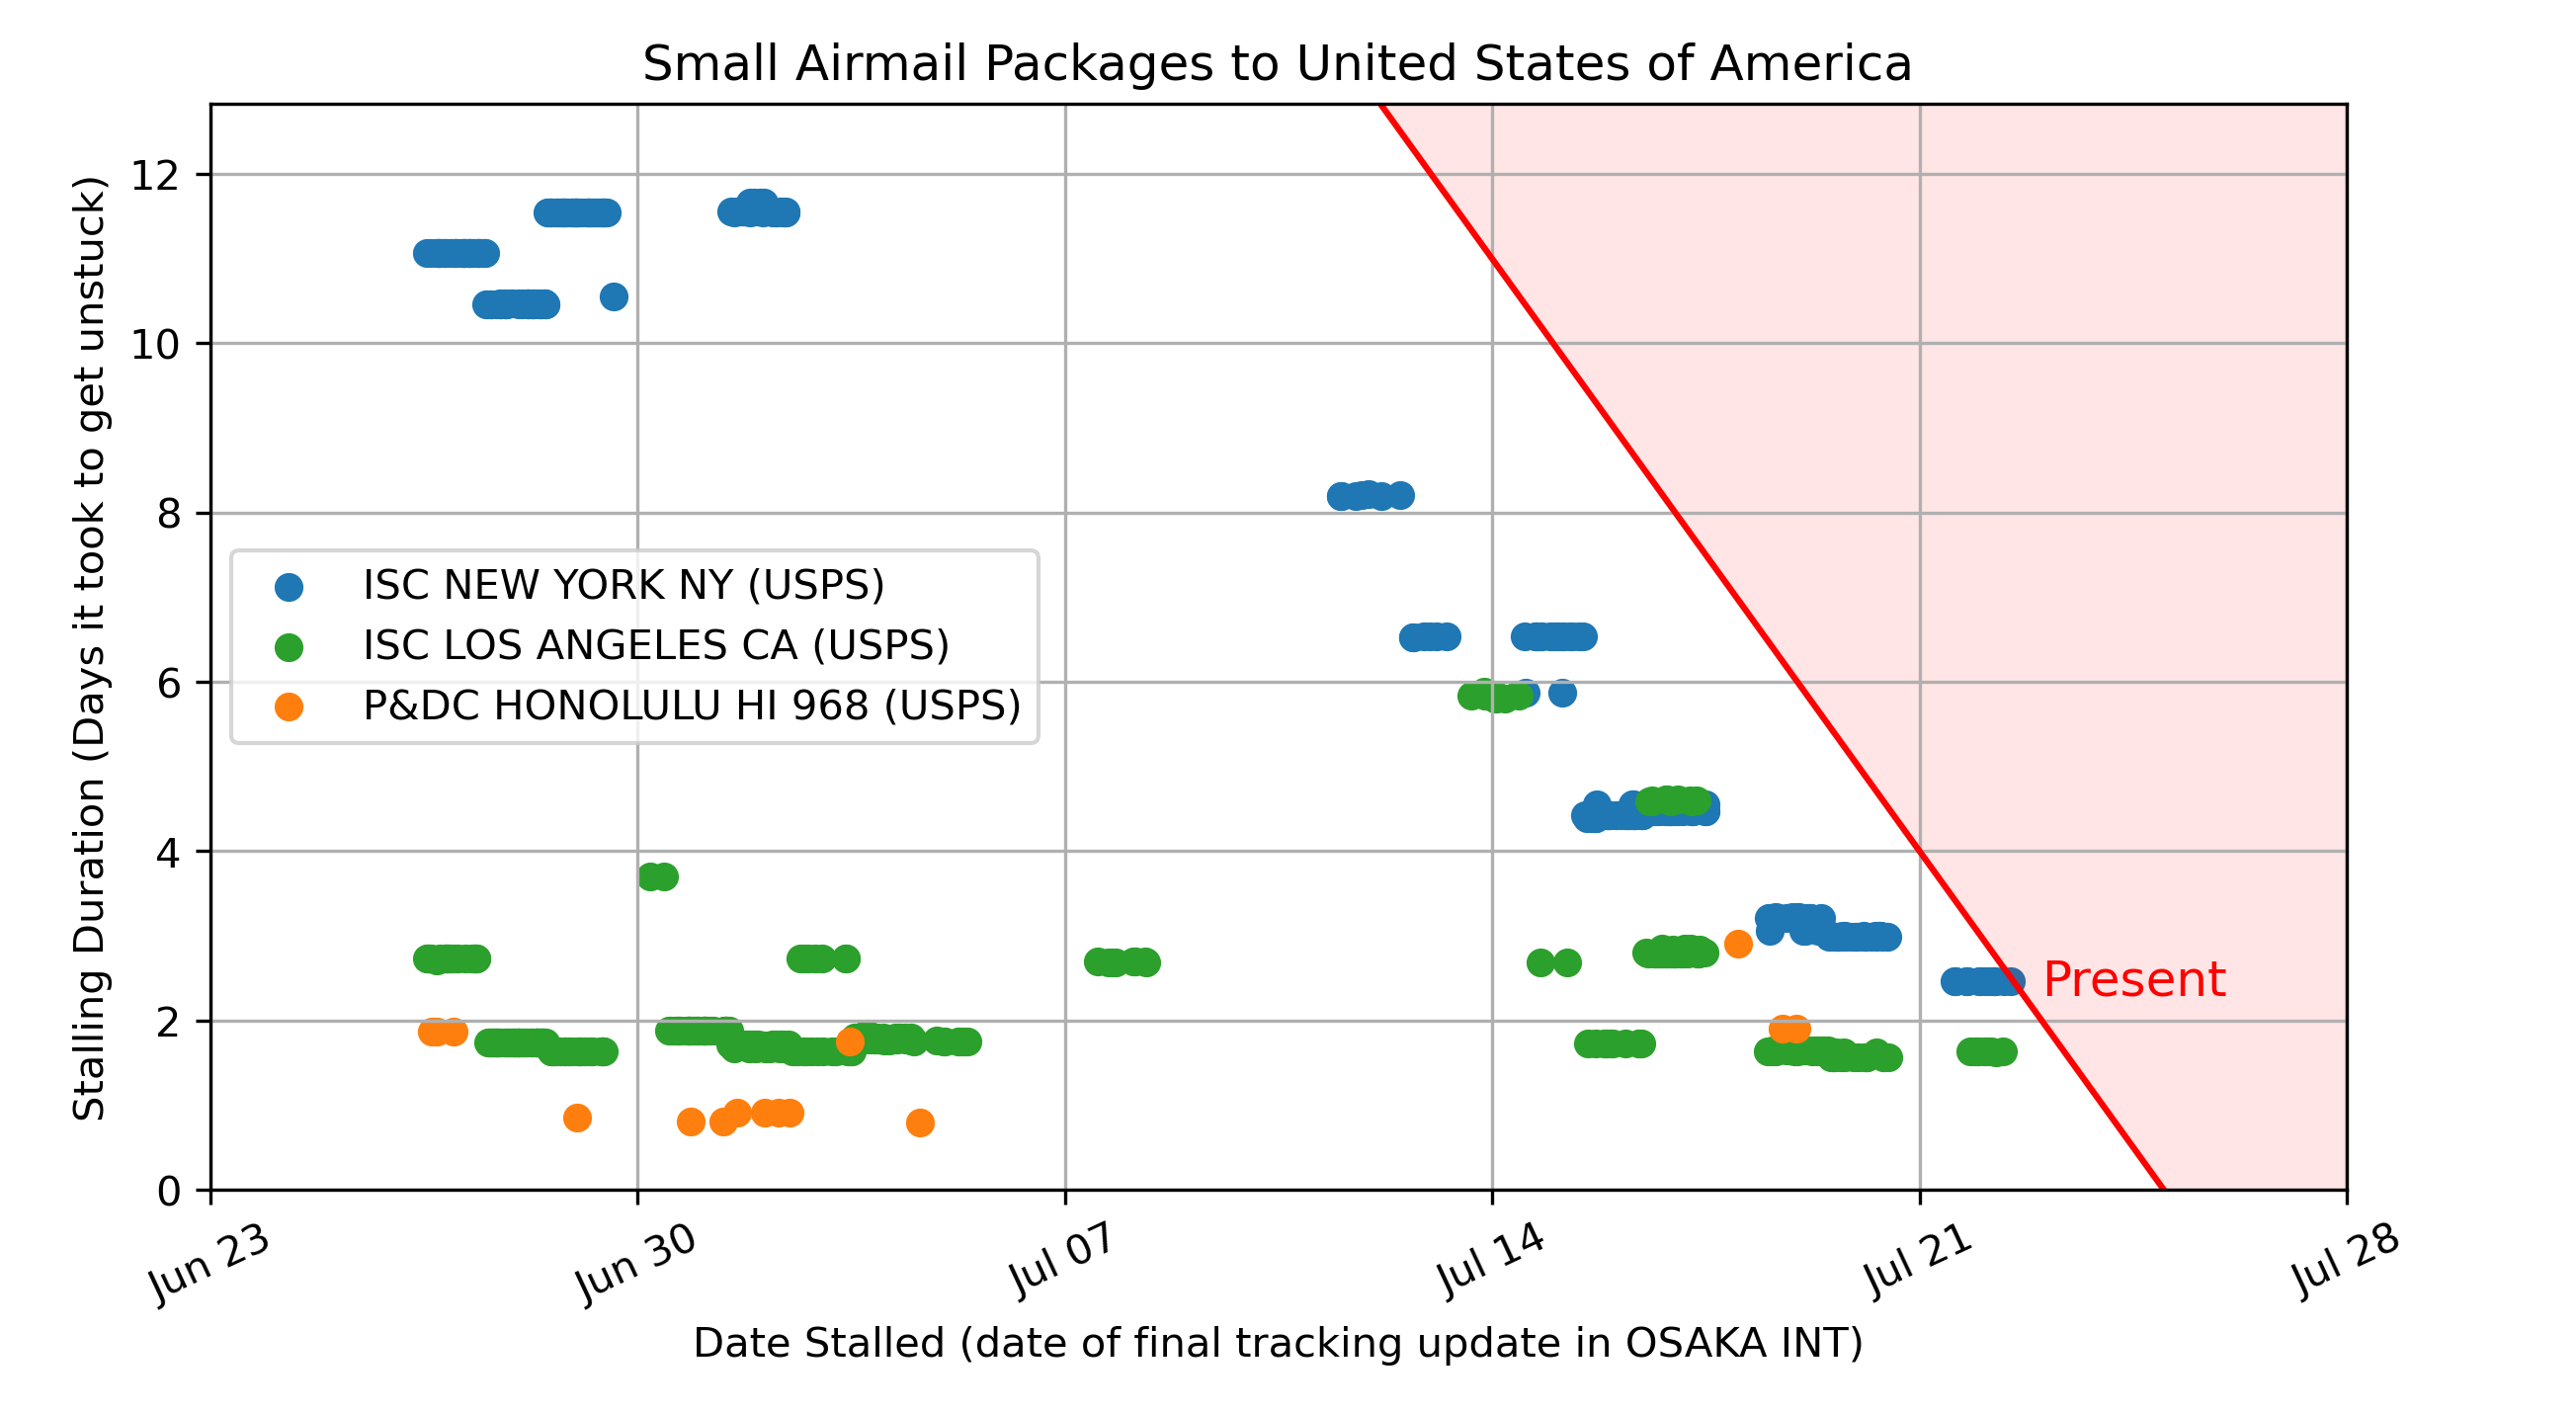 Small Airmail Packages to United States of America
Stalling Duration (Days it took to get unstuck)
12
10
8
6
4
2
0
ISC NEW YORK NY (USPS)
ISC LOS ANGELES CA (USPS)
P&DC HONOLULU HI 968 (USPS)
Present
Jun 23
Jun 30
Jul 07
Jul 14
Jul 21
Jul 28
Date Stalled (date of final tracking update in OSAKA INT)